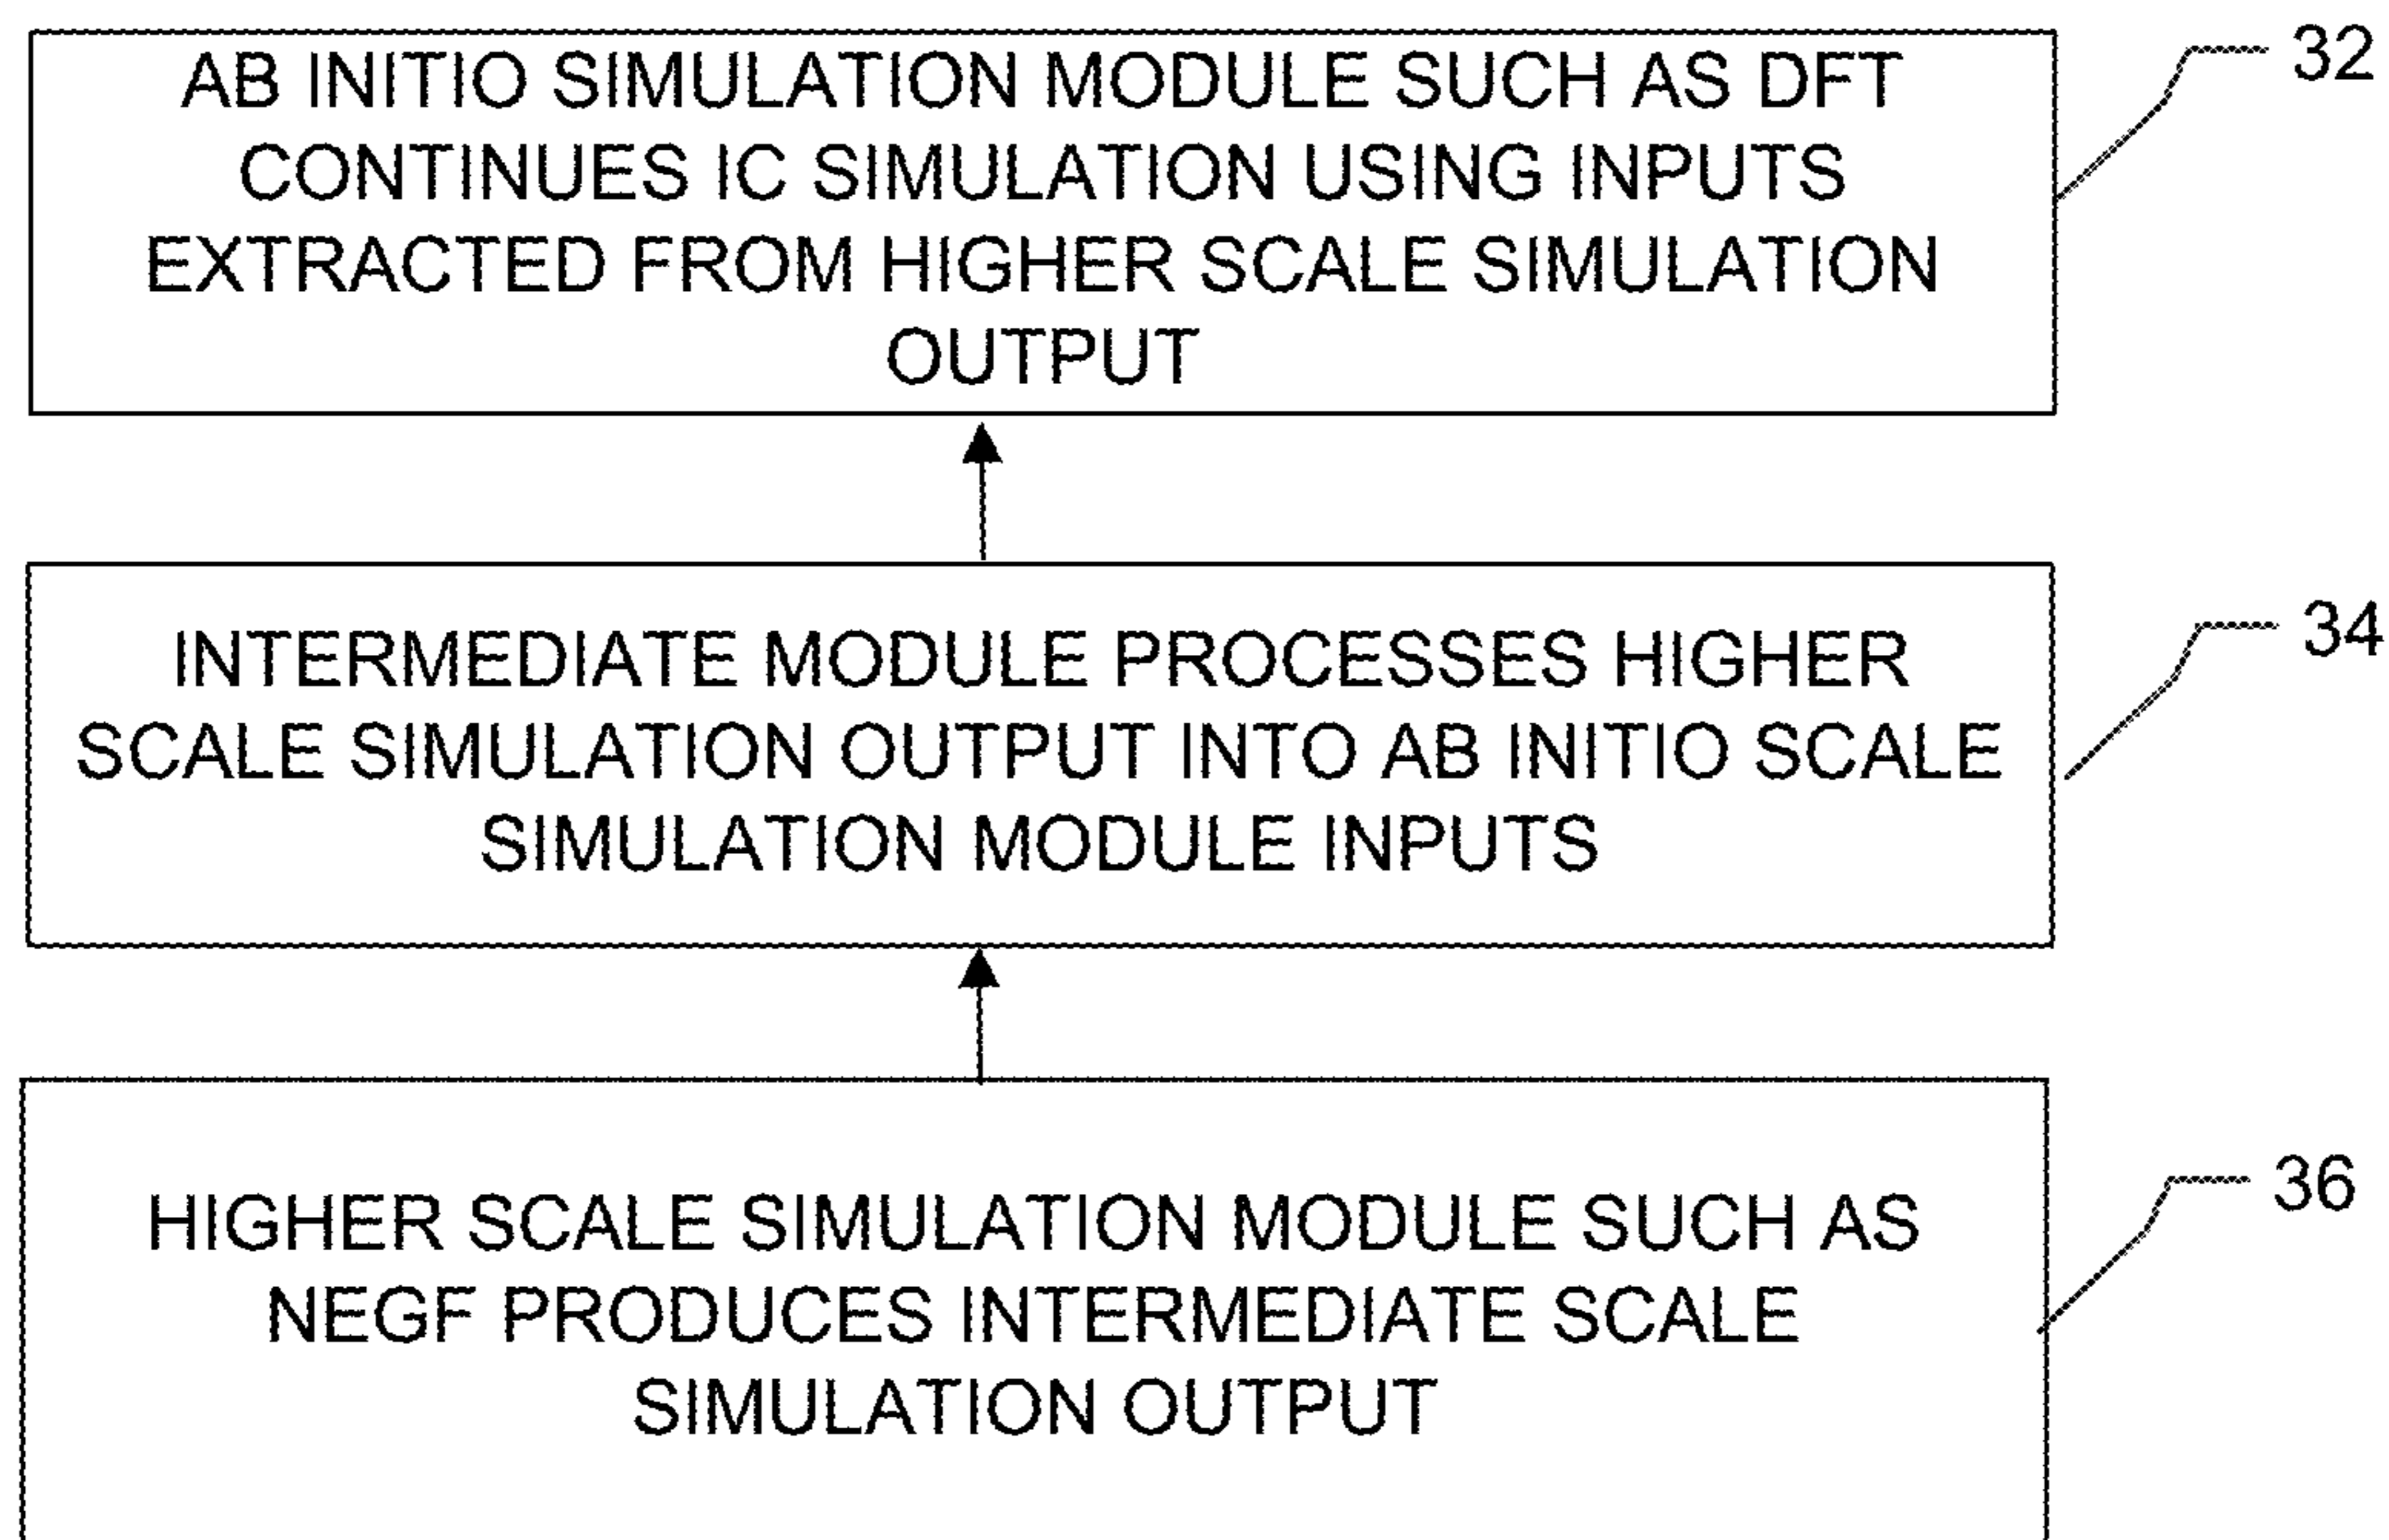 AB INITIO SIMULATION MODULE SUCH AS DFT
CONTINUES IC SIMULATION USING INPUTS
EXTRACTED FROM HIGHER SCALE SIMULATION
OUTPUT
32
INTERMEDIATE MODULE PROCESSES HIGHER
SCALE SIMULATION OUTPUT INTO AB INITIO SCALE
SIMULATION MODULE INPUTS
34
HIGHER SCALE SIMULATION MODULE SUCH AS
NEGF PRODUCES INTERMEDIATE SCALE
SIMULATION OUTPUT
36